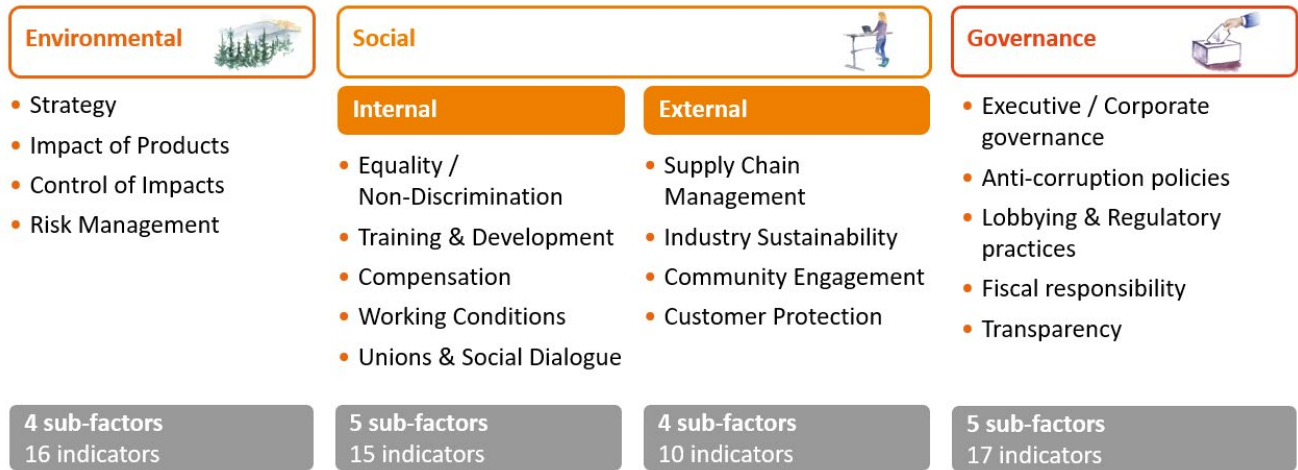 Environmental
• Strategy
• Impact of Products
• Control of Impacts
• Risk Management
4 sub-factors
16 indicators
Social
Internal
• Equality /
Non-Discrimination
• Training & Development
• Compensation
• Working Conditions
• Unions & Social Dialogue
5 sub-factors
15 indicators
External
• Supply Chain
Management
• Industry Sustainability
• Community Engagement
• Customer Protection
4 sub-factors
10 indicators
Governance
• Executive / Corporate
governance
• Anti-corruption policies
• Lobbying & Regulatory
practices
• Fiscal responsibility
• Transparency
5 sub-factors
17 indicators